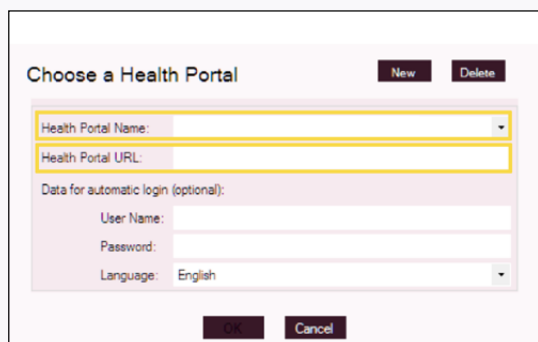 Choose a Health Portal New Delete
Health Portal Name:
Health Portal URL:
Data for automatic login (optional):
User Name:
Password:
Language: English
OK Cancel